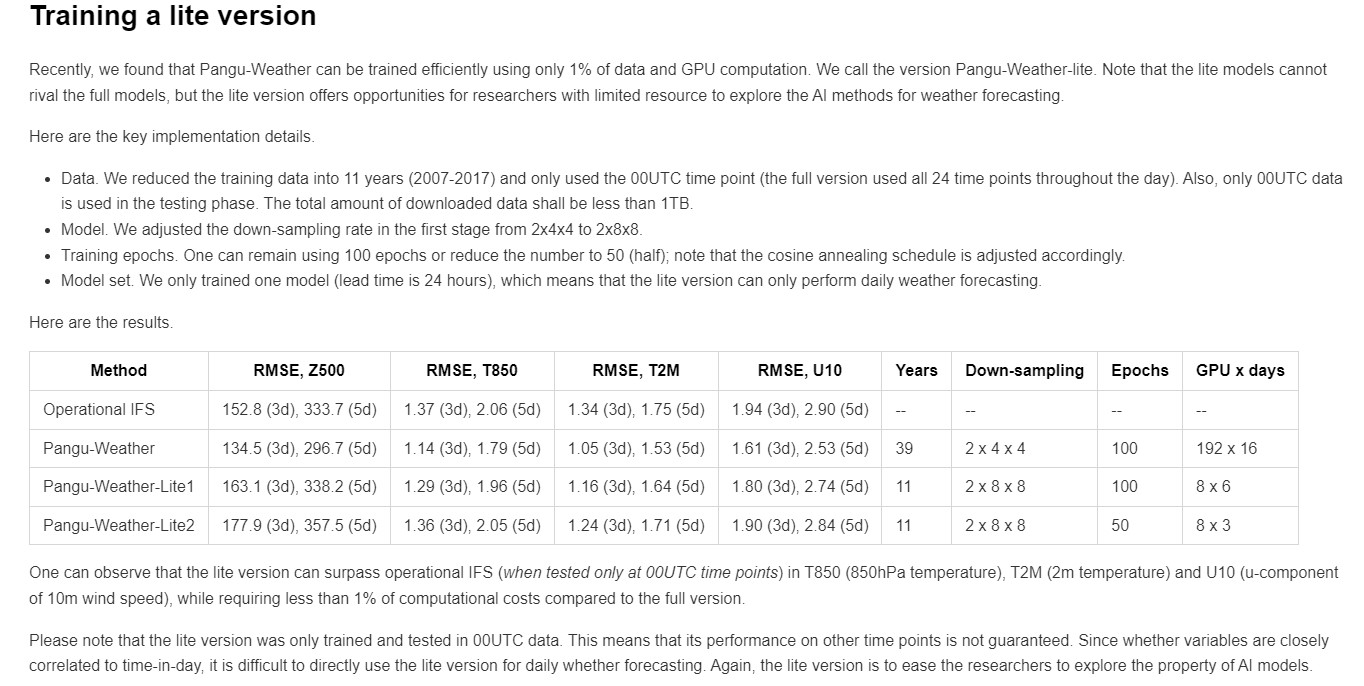 Training a lite version
Recently, we found that Pangu-Weather can be trained efficiently using only 1% of data and GPU computation. We call the version Pangu-Weather-lite. Note that the lite models cannot
rival the full models, but the lite version offers opportunities for researchers with limited resource to explore the AI methods for weather forecasting.
Here are the key implementation details.
• Data. We reduced the training data into 11 years (2007-2017) and only used the 00UTC time point (the full version used all 24 time points throughout the day). Also, only 00UTC data
is used in the testing phase. The total amount of downloaded data shall be less than 1TB.
• Model. We adjusted the down-sampling rate in the first stage from 2x4x4 to 2x8x8.
• Training epochs. One can remain using 100 epochs or reduce the number to 50 (half); note that the cosine annealing schedule is adjusted accordingly.
• Model set. We only trained one model (lead time is 24 hours), which means that the lite version can only perform daily weather forecasting.
Here are the results.
Method RMSE, Z500 RMSE, T850 RMSE, T2M RMSE, U10 Years Down-sampling Epochs GPU x days
Operational IFS 152.8 (3d), 333.7 (5d) 1.37 (3d), 2.06 (5d) 1.34 (3d), 1.75 (5d) 1.94 (3d), 2.90 (5d) -- -- -- --
Pangu-Weather 134.5 (3d), 296.7 (5d) 1.14 (3d), 1.79 (5d) 1.05 (3d), 1.53 (5d) 1.61 (3d), 2.53 (5d) 39 2 x 4 x 4 100 192 x 16
Pangu-Weather-Lite1 163.1 (3d), 338.2 (5d) 1.29 (3d), 1.96 (5d) 1.16 (3d), 1.64 (5d) 1.80 (3d), 2.74 (5d) 11 2 x 8 x 8 100 8 x 6
Pangu-Weather-Lite2 177.9 (3d), 357.5 (5d) 1.36 (3d), 2.05 (5d) 1.24 (3d), 1.71 (5d) 1.90 (3d), 2.84 (5d) 11 2 x 8 x 8 50 8 x 3
One can observe that the lite version can surpass operational IFS (when tested only at 00UTC time points) in T850 (850hPa temperature), T2M (2m temperature) and U10 (u-component
of 10m wind speed), while requiring less than 1% of computational costs compared to the full version.
Please note that the lite version was only trained and tested in 00UTC data. This means that its performance on other time points is not guaranteed. Since whether variables are closely
correlated to time-in-day, it is difficult to directly use the lite version for daily whether forecasting. Again, the lite version is to ease the researchers to explore the property of AI models.